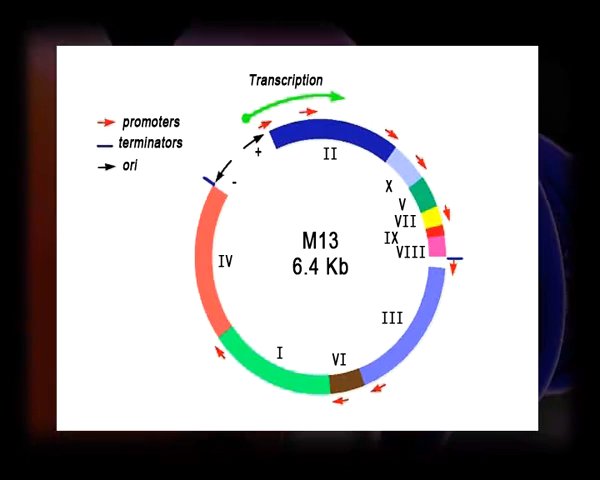 Transcription
promoters
terminators
ori
+
-
II
X
V
VII
IX
VIII
M13
6.4 Kb
IV
III
I
VI